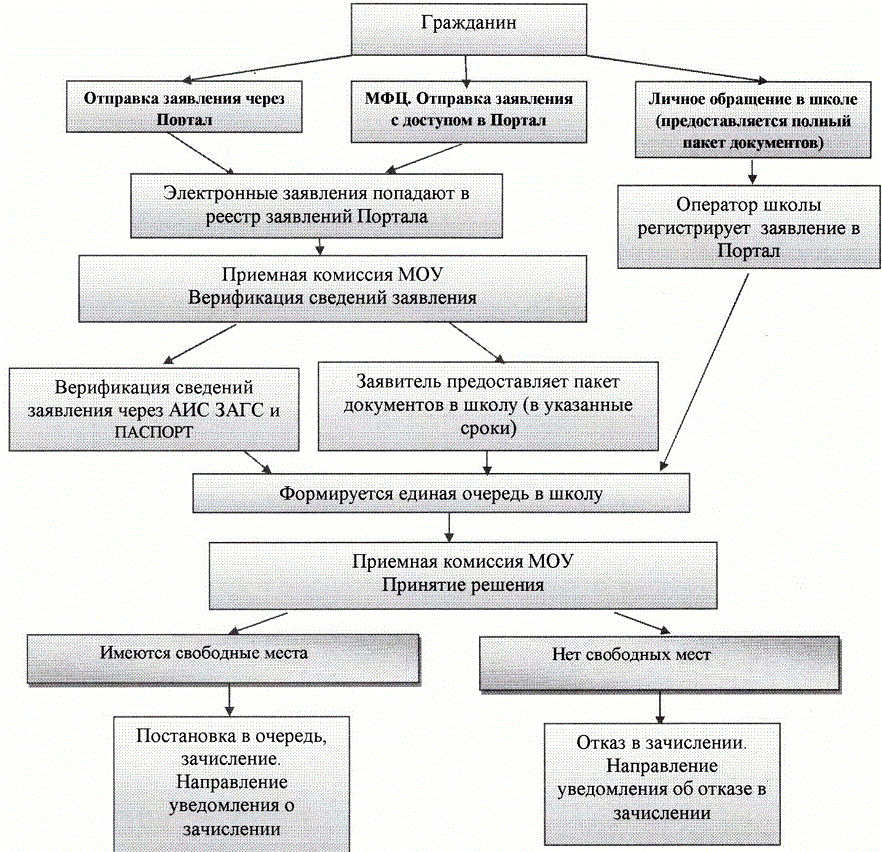 Гражданин
Отправка заявления через
Портал
МФЦ. Отправка заявления
с доступом в Портал
Личное обращение в школе
(предоставляется полный
пакет документов)
Электронные заявления попадают в
реестр заявлений Портала
Оператор школы
регистрирует заявление в
Портал
Приемная комиссия МОУ
Верификация сведений заявления
Верификация сведений
заявления через АИС ЗАГС и
ПАСПОРТ
Заявитель предоставляет пакет
документов в школу (в указанные
сроки)
Формируется единая очередь в школу
Приемная комиссия МОУ
Принятие решения
Имеются свободные места
Нет свободных мест
Постановка в очередь,
зачисление.
Направление
уведомления о
зачислении
Отказ в зачислении.
Направление
уведомления об отказе в
зачислении